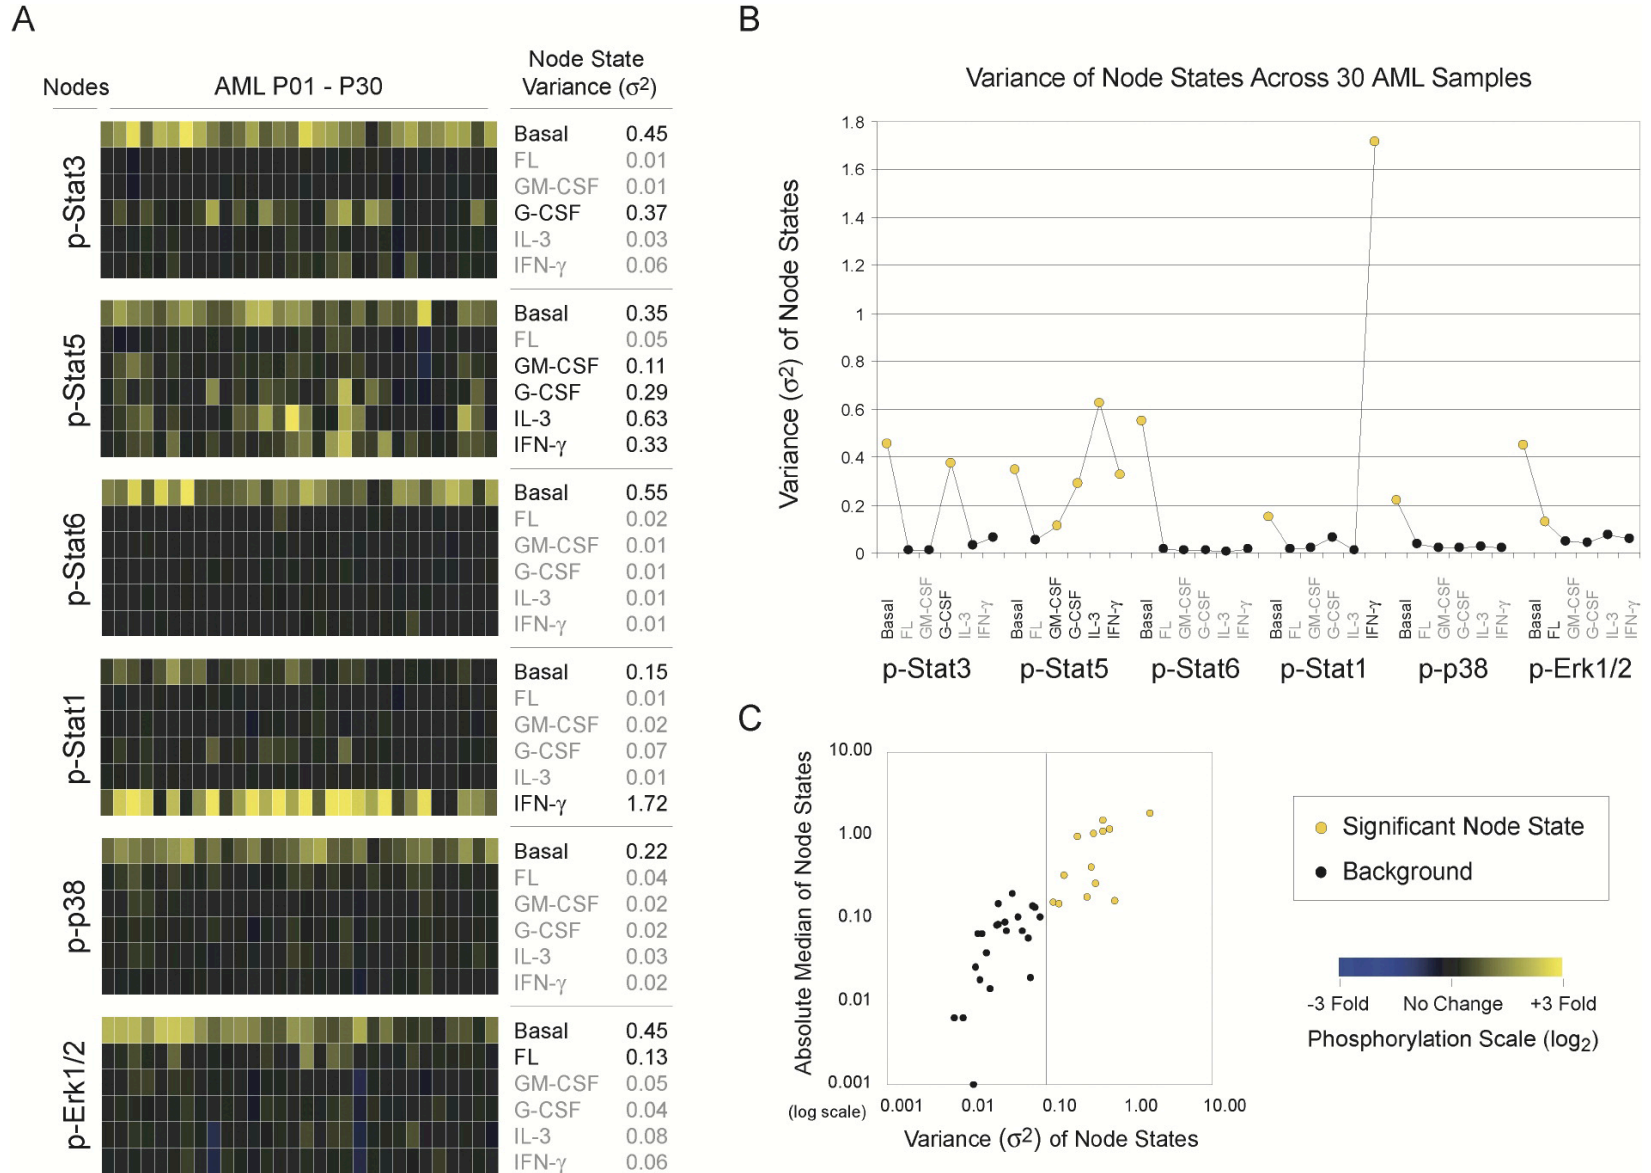 A
Nodes
AML P01 - P30
Node State
Variance (σ²)
p-Stat3
Basal 0.45
FL 0.01
GM-CSF 0.01
G-CSF 0.37
IL-3 0.03
IFN-γ 0.06
p-Stat5
Basal 0.35
FL 0.05
GM-CSF 0.11
G-CSF 0.29
IL-3 0.63
IFN-γ 0.33
p-Stat6
Basal 0.55
FL 0.02
GM-CSF 0.01
G-CSF 0.01
IL-3 0.01
IFN-γ 0.01
p-Stat1
Basal 0.15
FL 0.01
GM-CSF 0.02
G-CSF 0.07
IL-3 0.01
IFN-γ 1.72
p-p38
Basal 0.22
FL 0.04
GM-CSF 0.02
G-CSF 0.02
IL-3 0.03
IFN-γ 0.02
p-Erk1/2
Basal 0.45
FL 0.13
GM-CSF 0.05
G-CSF 0.04
IL-3 0.08
IFN-γ 0.06
B
Variance of Node States Across 30 AML Samples
Variance (σ²) of Node States
1.8
1.6
1.4
1.2
1
0.8
0.6
0.4
0.2
0
Basal FL GM-CSF G-CSF IL-3 IFN-γ
Basal FL GM-CSF G-CSF IL-3 IFN-γ
Basal FL GM-CSF G-CSF IL-3 IFN-γ
Basal FL GM-CSF G-CSF IL-3 IFN-γ
Basal FL GM-CSF G-CSF IL-3 IFN-γ
Basal FL GM-CSF G-CSF IL-3 IFN-γ
p-Stat3 p-Stat5 p-Stat6 p-Stat1 p-p38 p-Erk1/2
C
Absolute Median of Node States
10.00
1.00
0.10
0.01
0.001
(log scale)
0.001 0.01 0.10 1.00 10.00
Variance (σ²) of Node States
Significant Node State
Background
-3 Fold No Change +3 Fold
Phosphorylation Scale (log₂)